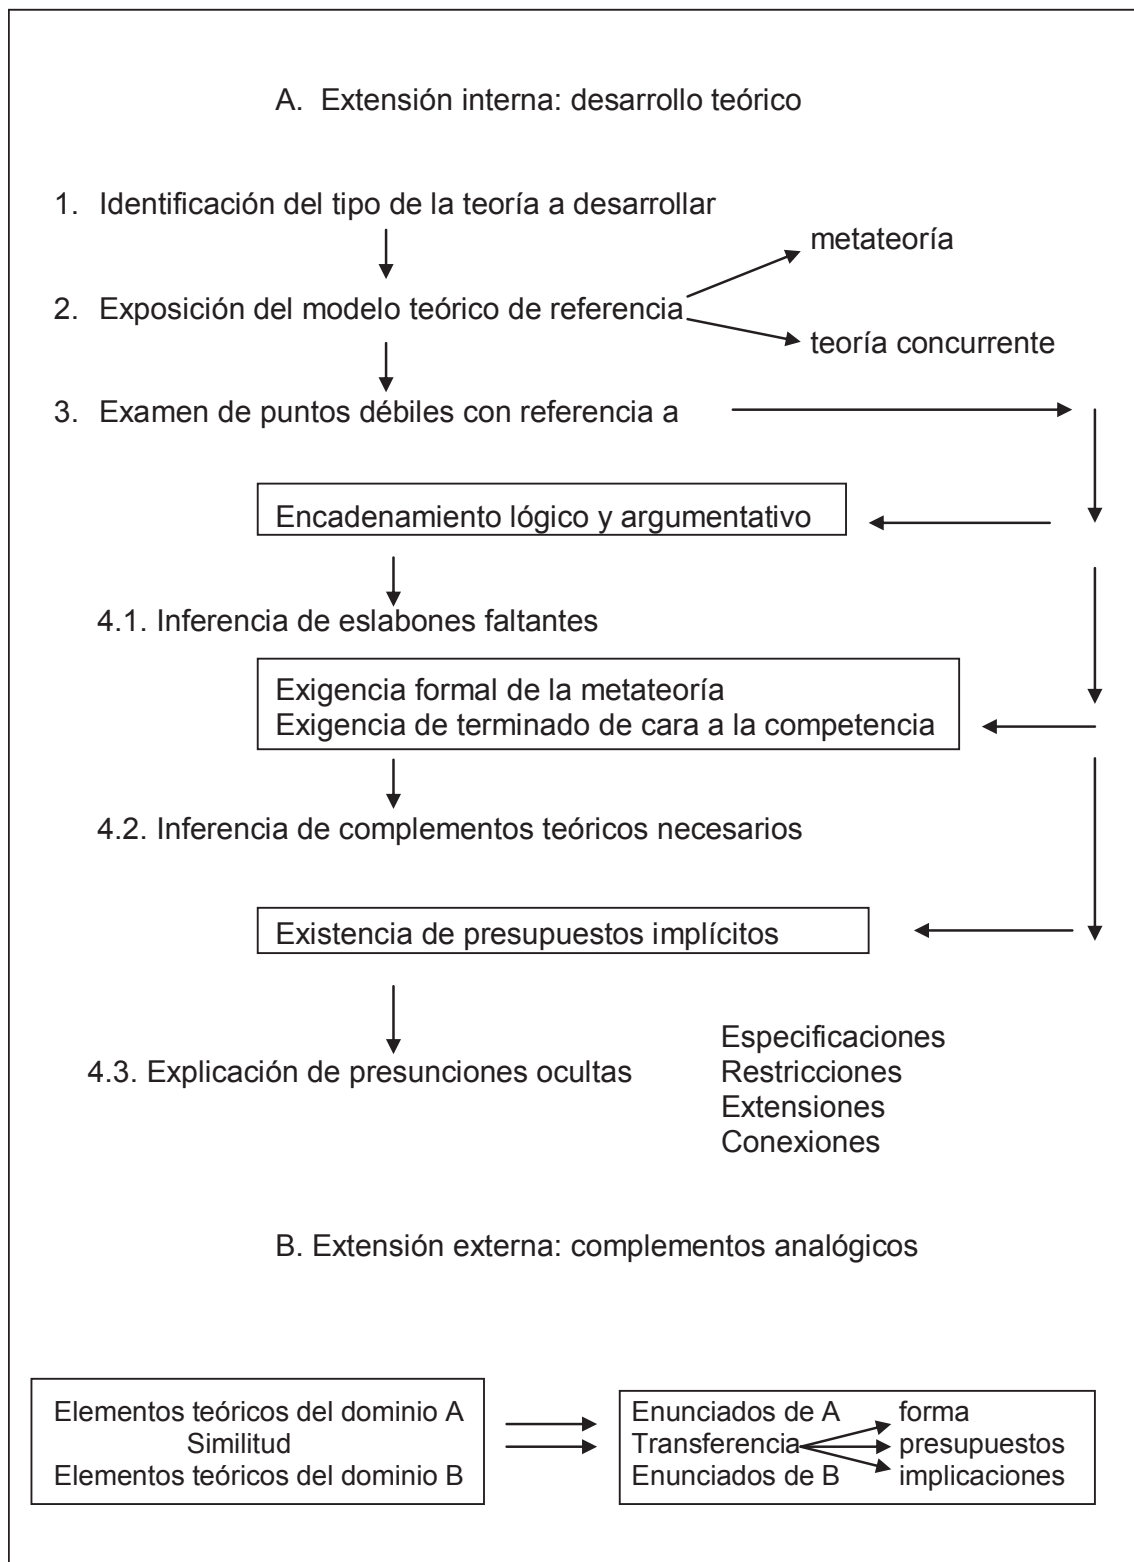 A. Extensión interna: desarrollo teórico
1. Identificación del tipo de la teoría a desarrollar
metateoría
2. Exposición del modelo teórico de referencia
teoría concurrente
3. Examen de puntos débiles con referencia a
Encadenamiento lógico y argumentativo
4.1. Inferencia de eslabones faltantes
Exigencia formal de la metateoría
Exigencia de terminado de cara a la competencia
4.2. Inferencia de complementos teóricos necesarios
Existencia de presupuestos implícitos
4.3. Explicación de presunciones ocultas
Especificaciones
Restricciones
Extensiones
Conexiones
B. Extensión externa: complementos analógicos
Elementos teóricos del dominio A
Similitud
Elementos teóricos del dominio B
Enunciados de A forma
Transferencia presupuestos
Enunciados de B implicaciones